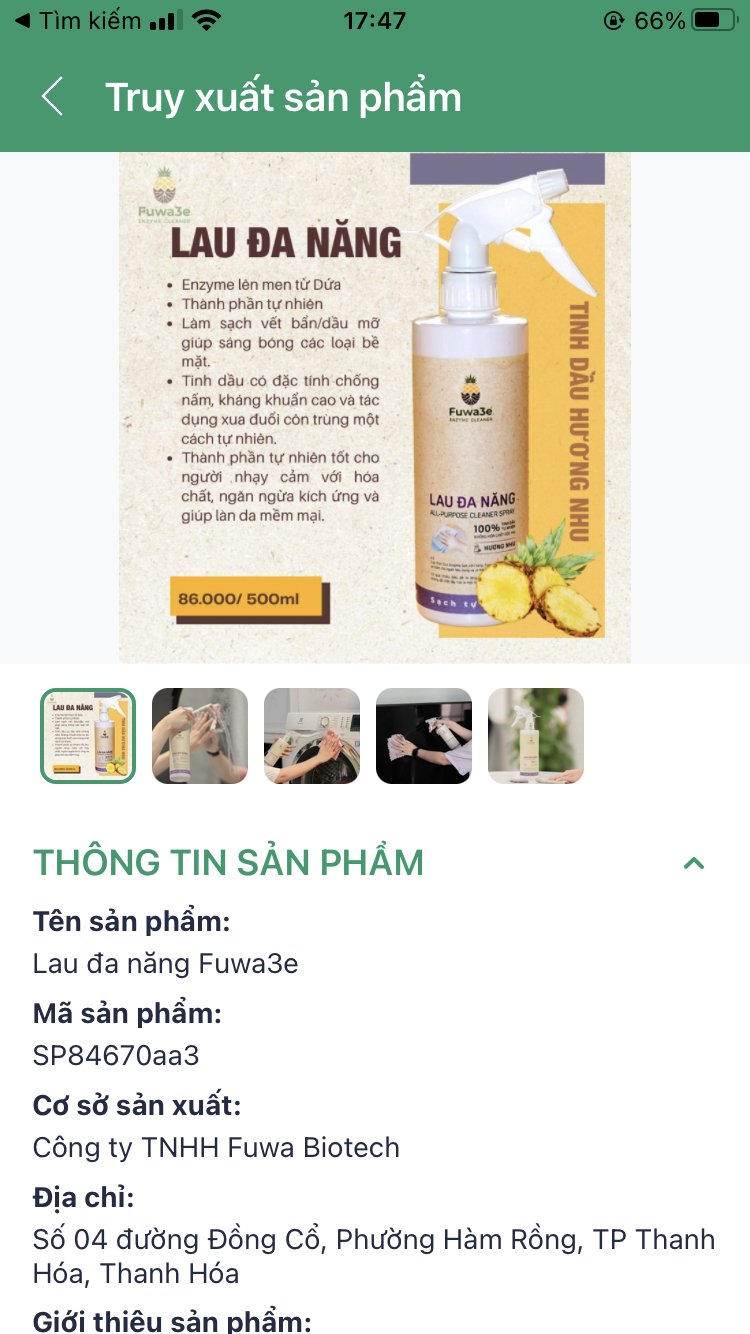 ◀ Tìm kiếm
17:47
66%
Truy xuất sản phẩm
Fuwa3e
ENZYME CLEANER
LAU ĐA NĂNG
• Enzyme lên men từ Dứa
• Thành phần tự nhiên
• Làm sạch vết bẩn/dầu mỡ
giúp sáng bóng các loại bề
mặt.
• Tinh dầu có đặc tính chống
nấm, kháng khuẩn cao và tác
dụng xua đuổi côn trùng một
cách tự nhiên.
• Thành phần tự nhiên tốt cho
người nhạy cảm với hóa
chất, ngăn ngừa kích ứng và
giúp làn da mềm mại.
86.000/ 500ml
TINH DẦU HƯƠNG NHU
Fuwa3e
ENZYME CLEANER
LAU ĐA NĂNG
ALL-PURPOSE CLEANER SPRAY
100%
HƯƠNG NHU
Sạch tự
LAU ĐA NĂNG
THÔNG TIN SẢN PHẨM
Tên sản phẩm:
Lau đa năng Fuwa3e
Mã sản phẩm:
SP84670aa3
Cơ sở sản xuất:
Công ty TNHH Fuwa Biotech
Địa chỉ:
Số 04 đường Đồng Cổ, Phường Hàm Rồng, TP Thanh
Hóa, Thanh Hóa
Giới thiệu sản phẩm: